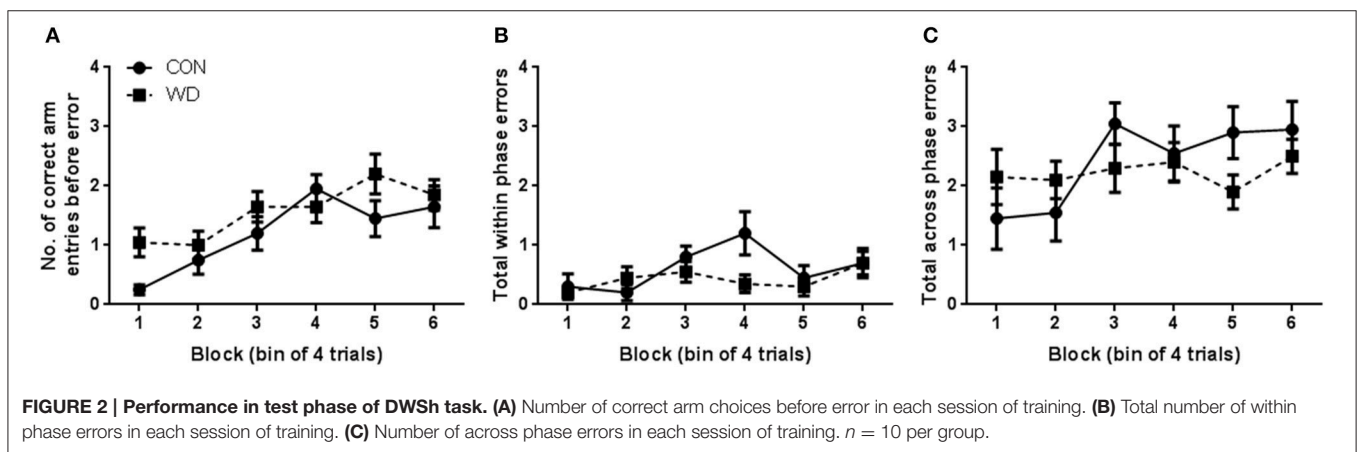 A
No. of correct arm
entries before error
4
3
2
1
0
CON
WD
1 2 3 4 5 6
Block (bin of 4 trials)
B
Total within phase errors
4
3
2
1
0
1 2 3 4 5 6
Block (bin of 4 trials)
C
Total across phase errors
4
3
2
1
0
1 2 3 4 5 6
Block (bin of 4 trials)
FIGURE 2 | Performance in test phase of DWSh task. (A) Number of correct arm choices before error in each session of training. (B) Total number of within
phase errors in each session of training. (C) Number of across phase errors in each session of training. n = 10 per group.